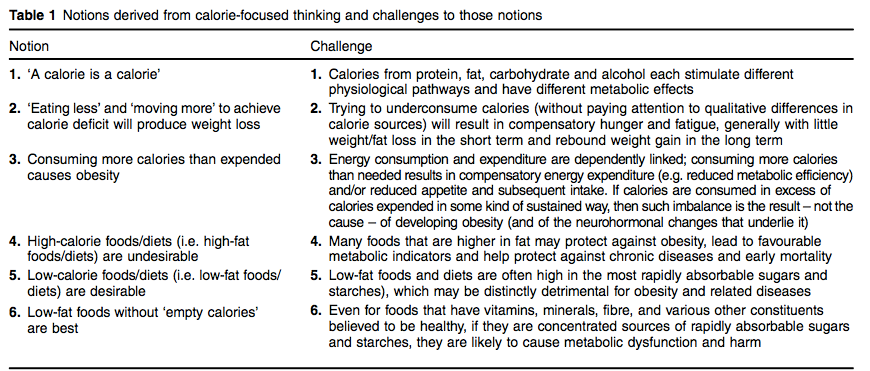 Table 1 Notions derived from calorie-focused thinking and challenges to those notions
Notion
Challenge
1. ‘A calorie is a calorie’
1. Calories from protein, fat, carbohydrate and alcohol each stimulate different
physiological pathways and have different metabolic effects
2. ‘Eating less’ and ‘moving more’ to achieve
calorie deficit will produce weight loss
2. Trying to underconsume calories (without paying attention to qualitative differences in
calorie sources) will result in compensatory hunger and fatigue, generally with little
weight/fat loss in the short term and rebound weight gain in the long term
3. Consuming more calories than expended
causes obesity
3. Energy consumption and expenditure are dependently linked; consuming more calories
than needed results in compensatory energy expenditure (e.g. reduced metabolic efficiency)
and/or reduced appetite and subsequent intake. If calories are consumed in excess of
calories expended in some kind of sustained way, then such imbalance is the result – not the
cause – of developing obesity (and of the neurohormonal changes that underlie it)
4. High-calorie foods/diets (i.e. high-fat
foods/diets) are undesirable
4. Many foods that are higher in fat may protect against obesity, lead to favourable
metabolic indicators and help protect against chronic diseases and early mortality
5. Low-calorie foods/diets (i.e. low-fat foods/
diets) are desirable
5. Low-fat foods and diets are often high in the most rapidly absorbable sugars and
starches), which may be distinctly detrimental for obesity and related diseases
6. Low-fat foods without ‘empty calories’
are best
6. Even for foods that have vitamins, minerals, fibre, and various other constituents
believed to be healthy, if they are concentrated sources of rapidly absorbable sugars
and starches, they are likely to cause metabolic dysfunction and harm